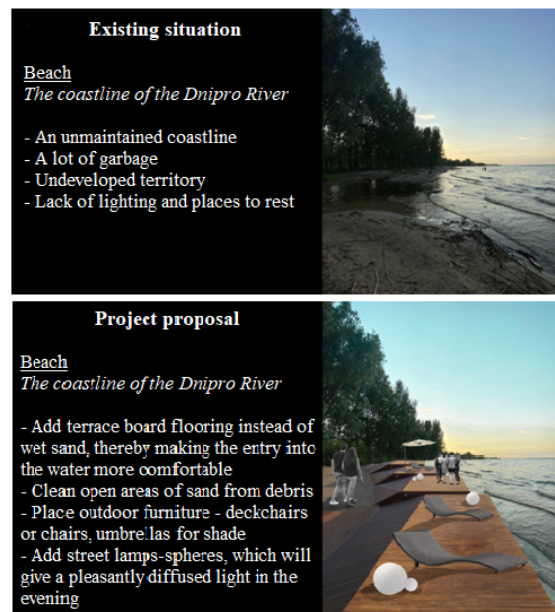 Existing situation
Beach
The coastline of the Dnipro River
- An unmaintained coastline
- A lot of garbage
- Undeveloped territory
- Lack of lighting and places to rest
Project proposal
Beach
The coastline of the Dnipro River
- Add terrace board flooring instead of
wet sand, thereby making the entry into
the water more comfortable
- Clean open areas of sand from debris
- Place outdoor furniture - deckchairs
or chairs, umbrellas for shade
- Add street lamps-spheres, which will
give a pleasantly diffused light in the
evening